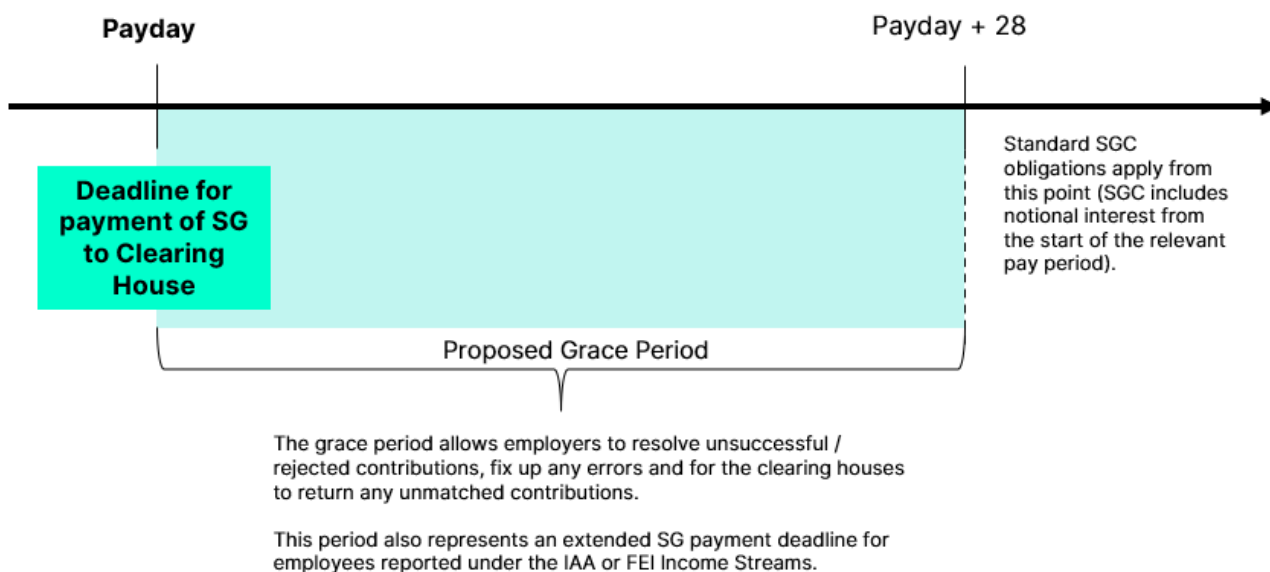 Payday
Payday + 28
Deadline for
payment of SG
to Clearing
House
Standard SGC
obligations apply from
this point (SGC includes
notional interest from
the start of the relevant
pay period).
Proposed Grace Period
The grace period allows employers to resolve unsuccessful /
rejected contributions, fix up any errors and for the clearing houses
to return any unmatched contributions.
This period also represents an extended SG payment deadline for
employees reported under the IAA or FEI Income Streams.